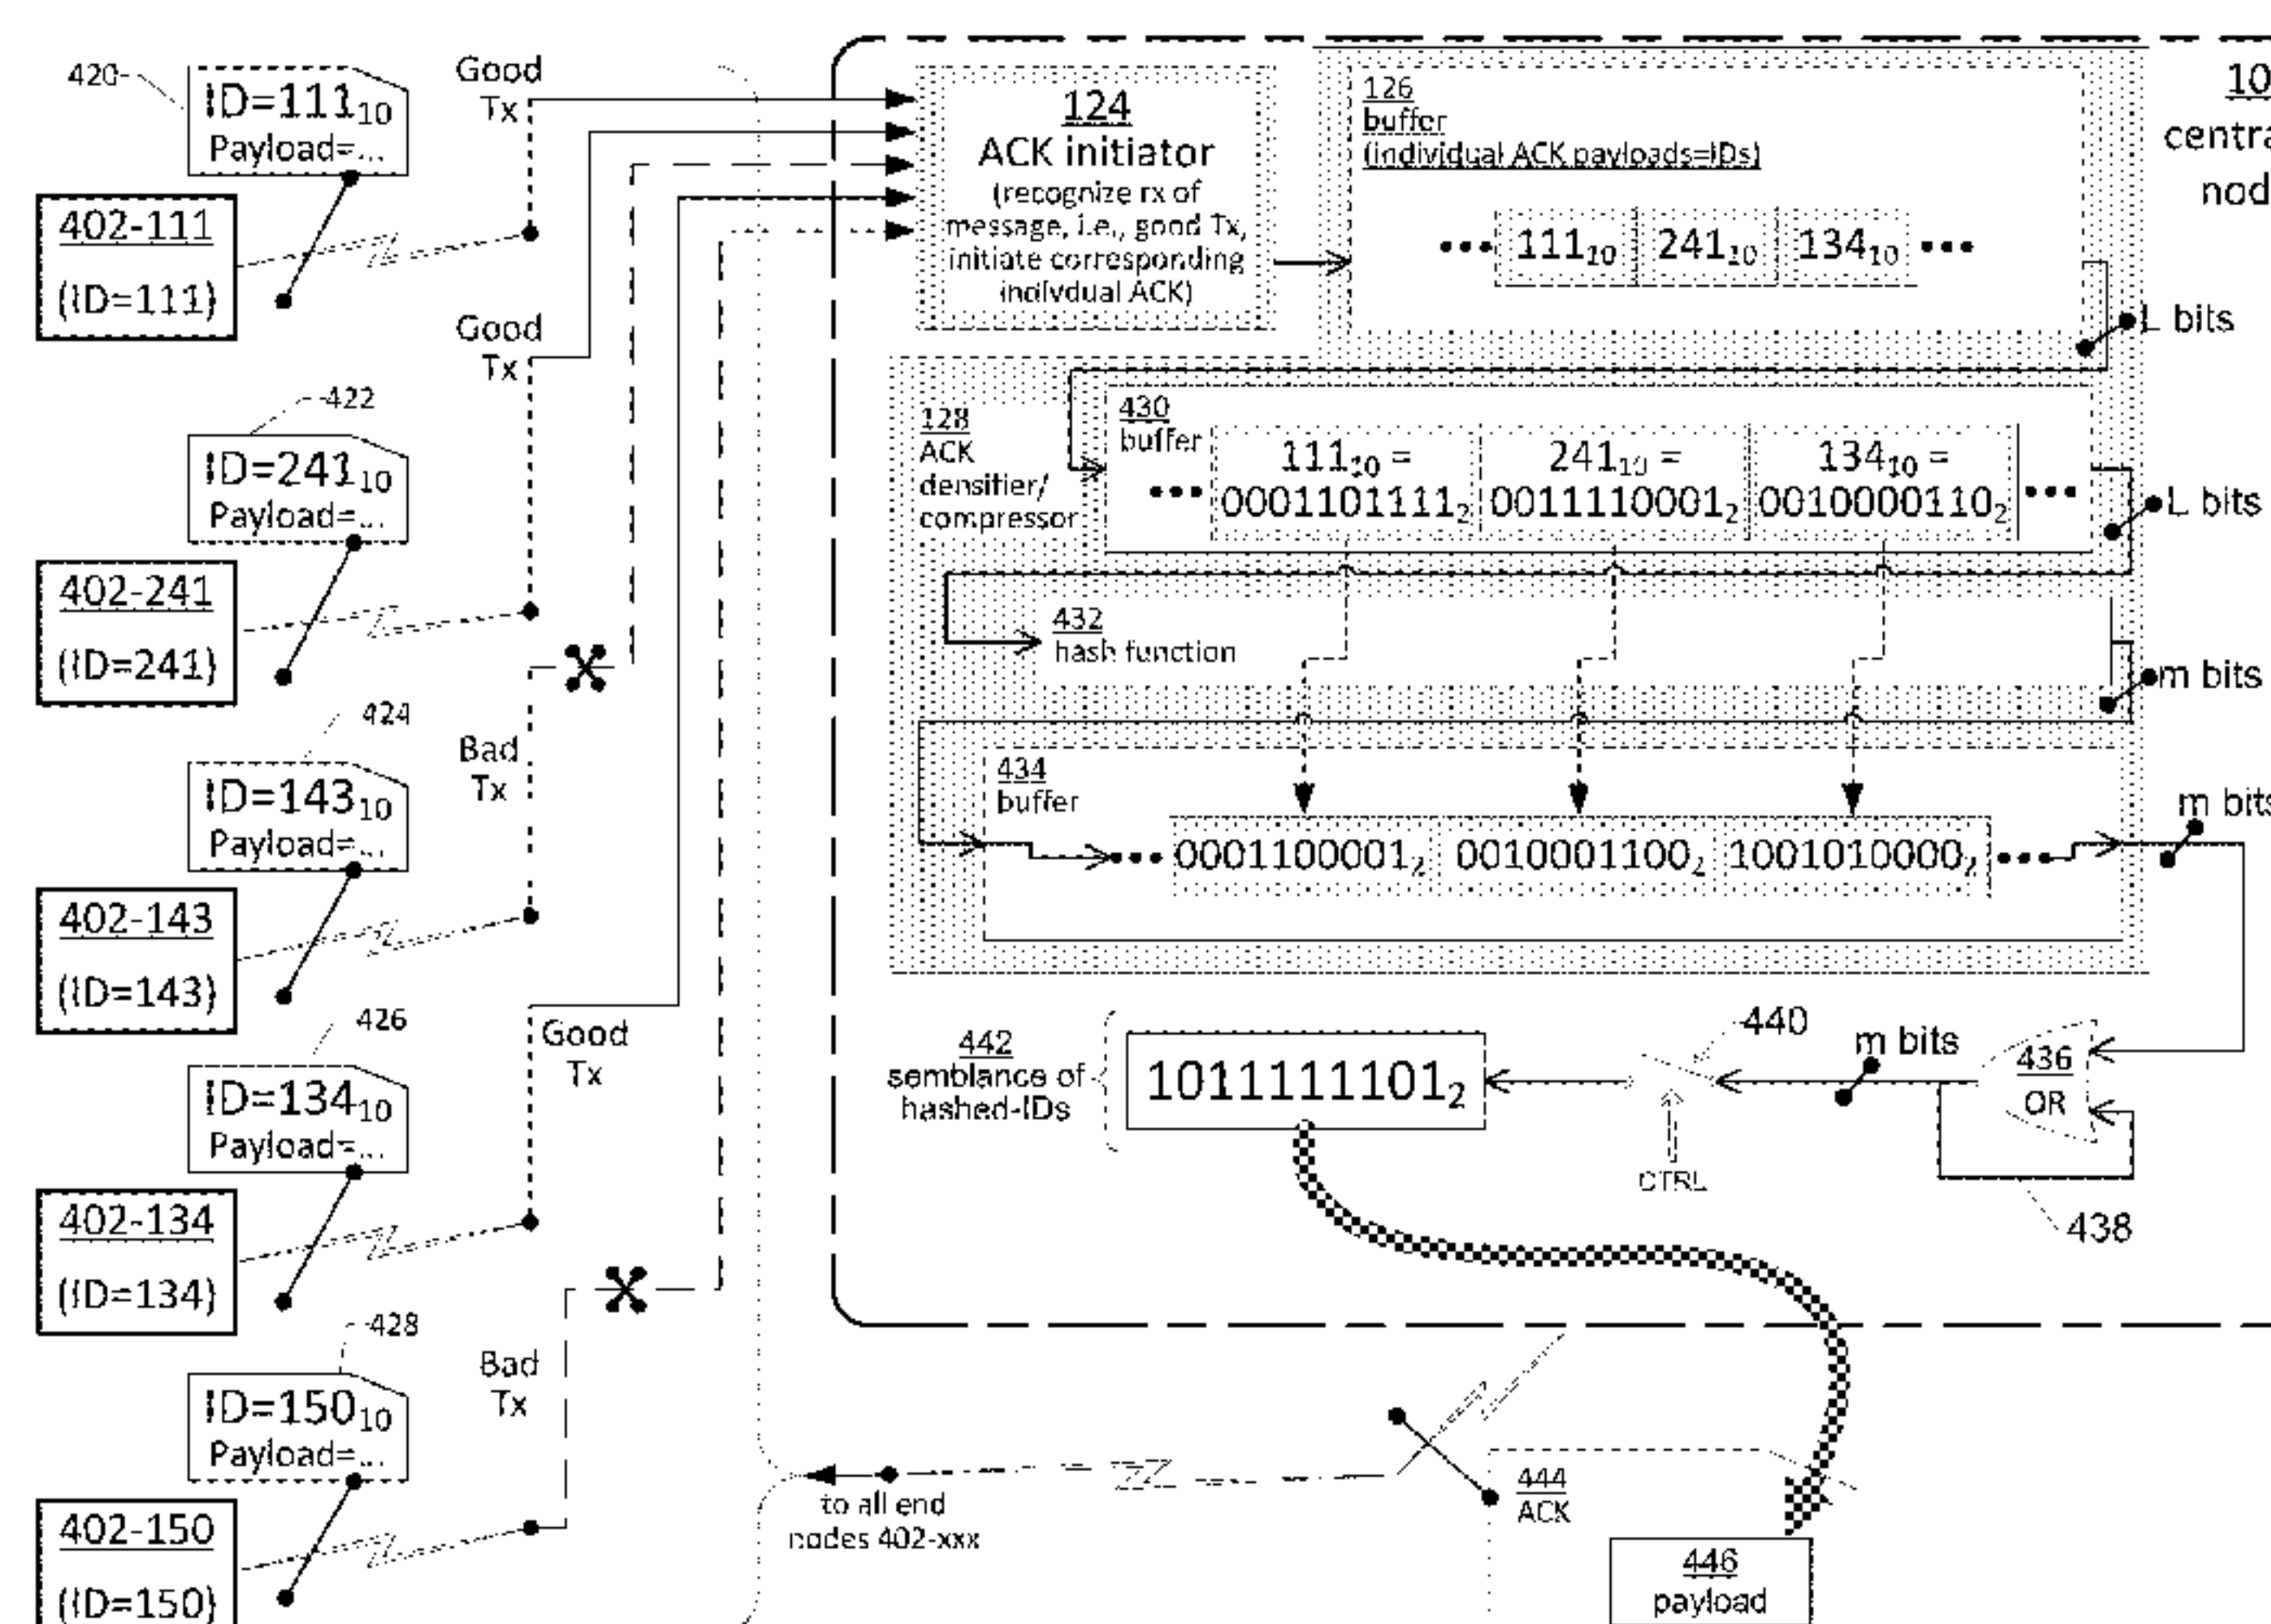 420
ID=111₁₀
Payload=...
402-111
(ID=111)
Good
Tx
422
ID=241₁₀
Payload=...
402-241
(ID=241)
Good
Tx
424
ID=143₁₀
Payload=...
402-143
(ID=143)
Bad
Tx
426
ID=134₁₀
Payload=...
402-134
(ID=134)
Good
Tx
428
ID=150₁₀
Payload=...
402-150
(ID=150)
Bad
Tx
124
ACK initiator
(recognize rx of
message, i.e., good Tx,
initiate corresponding
indivdual ACK)
126
buffer
(individual ACK payloads=IDs)
••• 111₁₀ 241₁₀ 134₁₀ •••
10
centra
nod
L bits
128
ACK
densifier/
compressor
430
buffer
111₁₀ = 241₁₀ = 134₁₀ =
••• 00011011111₂ 0011110001₂ 0010000110₂ •••
L bits
432
hash function
m bits
434
buffer
••• 0001100001₂ 0010001100₂ 1001010000₂ •••
m bits
442
semblance of
hashed-IDs
1011111101₂
440
CTRL
m bits
436
OR
438
to all end
nodes 402-xxx
444
ACK
446
payload